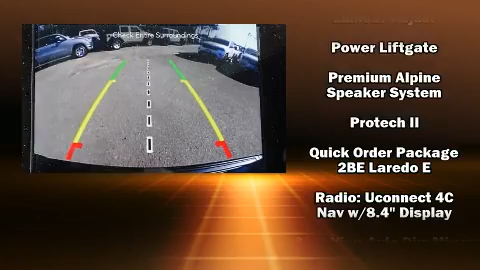 Check Entire Surroundings
Power Liftgate
Premium Alpine
Speaker System
Protech II
Quick Order Package
2BE Laredo E
Radio: Uconnect 4C
Nav w/8.4" Display